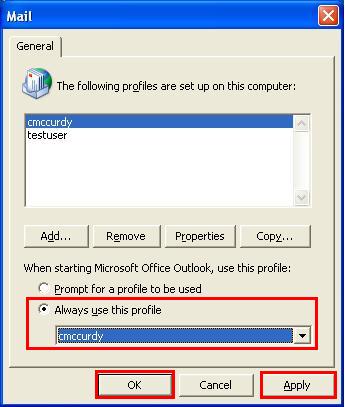 Mail
General
The following profiles are set up on this computer:
cmccurdy
testuser
Add... Remove Properties Copy...
When starting Microsoft Office Outlook, use this profile:
Prompt for a profile to be used
Always use this profile
cmccurdy
OK Cancel Apply